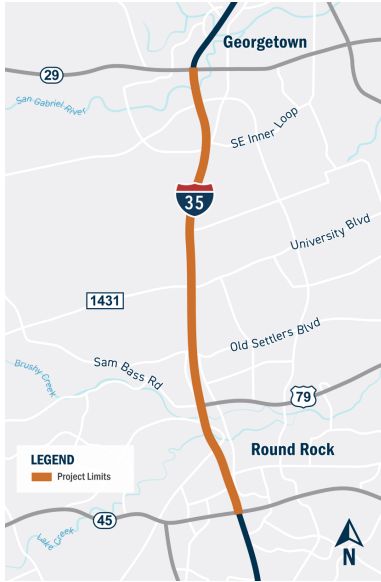 Georgetown
29
San Gabriel River
SE Inner Loop
35
University Blvd
1431
Old Settlers Blvd
Sam Bass Rd
Brushy Creek
79
Round Rock
LEGEND
Project Limits
45
Lake Creek
N